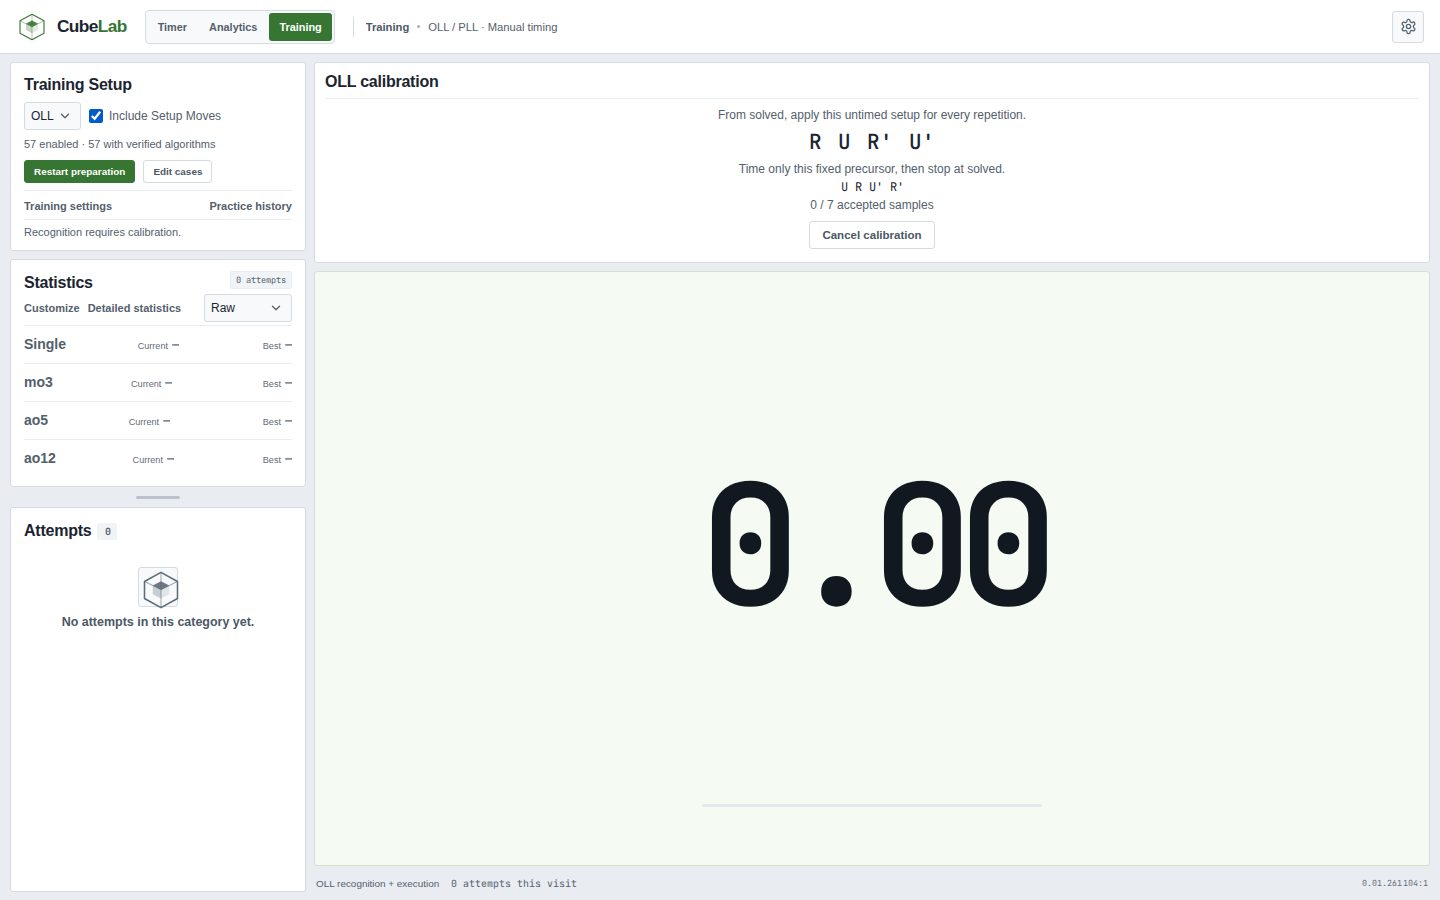 CubeLab
Timer Analytics Training
Training • OLL / PLL · Manual timing
Training Setup
OLL
Include Setup Moves
57 enabled · 57 with verified algorithms
Restart preparation Edit cases
Training settings Practice history
Recognition requires calibration.
Statistics 0 attempts
Customize Detailed statistics Raw
Single Current – Best –
mo3 Current – Best –
ao5 Current – Best –
ao12 Current – Best –
Attempts 0
No attempts in this category yet.
OLL calibration
From solved, apply this untimed setup for every repetition.
R U R' U'
Time only this fixed precursor, then stop at solved.
U R U' R'
0 / 7 accepted samples
Cancel calibration
0.00
OLL recognition + execution 0 attempts this visit
0.01.261104:1